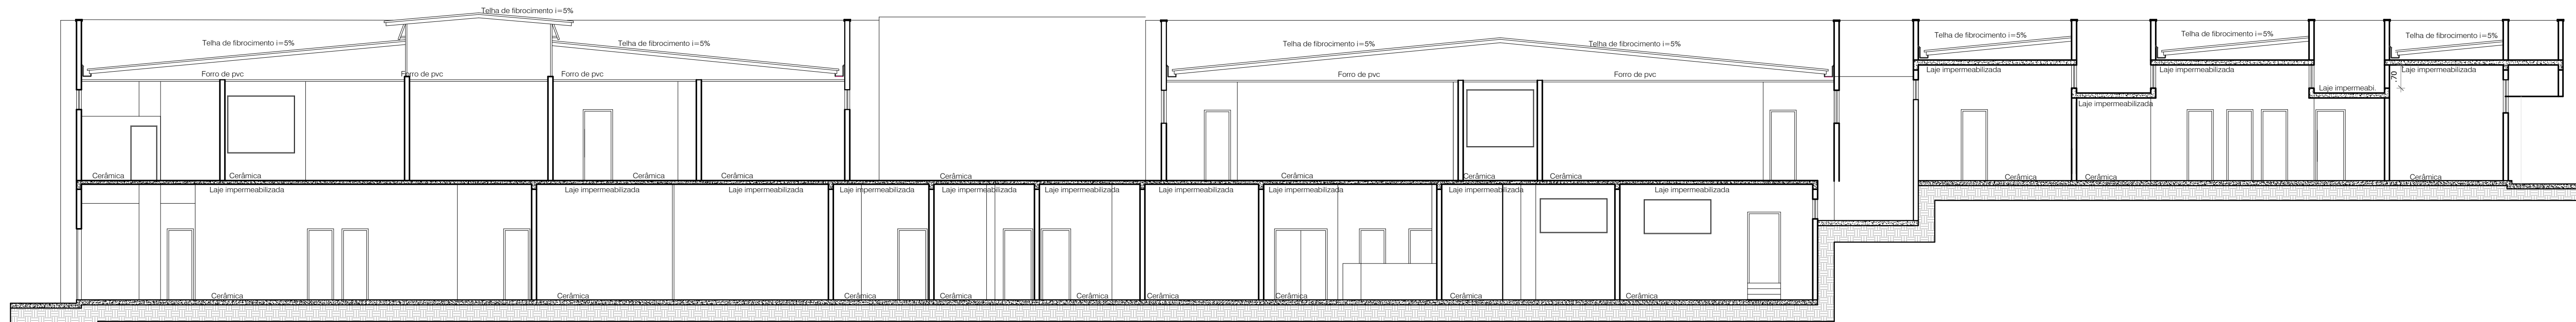 Telha de fibrocimento i=5%
Telha de fibrocimento i=5%
Telha de fibrocimento i=5%
Telha de fibrocimento i=5%
Telha de fibrocimento i=5%
Telha de fibrocimento i=5%
Telha de fibrocimento i=5%
Telha de fibrocimento i=5%
Forro de pvc
Forro de pvc
Forro de pvc
Forro de pvc
Forro de pvc
Laje impermeabilizada
Laje impermeabilizada
Laje impermeabilizada
.70
Laje impermeabi.
Laje impermeabilizada
Cerâmica
Cerâmica
Cerâmica
Cerâmica
Cerâmica
Cerâmica
Cerâmica
Cerâmica
Cerâmica
Cerâmica
Cerâmica
Laje impermeabilizada
Laje impermeabilizada
Laje impermeabilizada
Laje impermeabilizada
Laje impermeabilizada
Laje impermeabilizada
Laje impermeabilizada
Laje impermeabilizada
Laje impermeabilizada
Laje impermeabilizada
Cerâmica
Cerâmica
Cerâmica
Cerâmica
Cerâmica
Cerâmica
Cerâmica
Cerâmica
Cerâmica